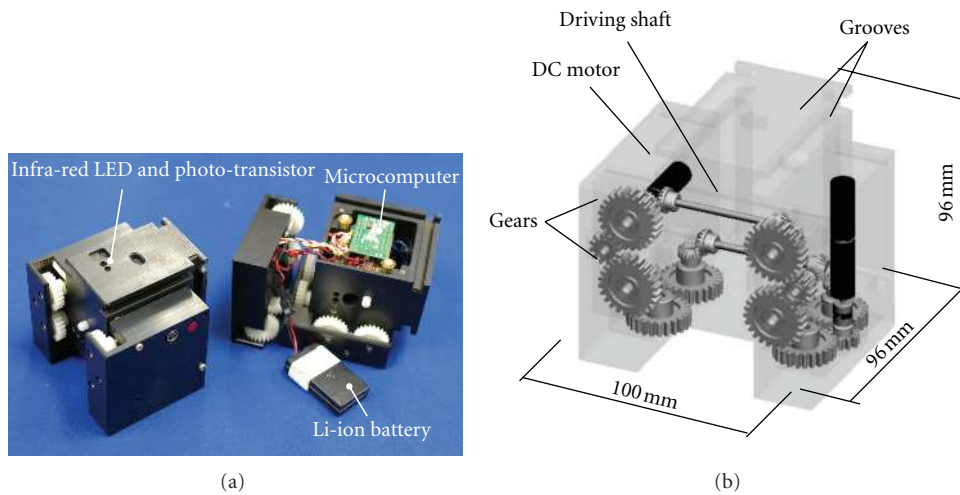 Infra-red LED and photo-transistor
Microcomputer
Li-ion battery
(a)
Driving shaft
Grooves
DC motor
Gears
96 mm
96 mm
100 mm
(b)